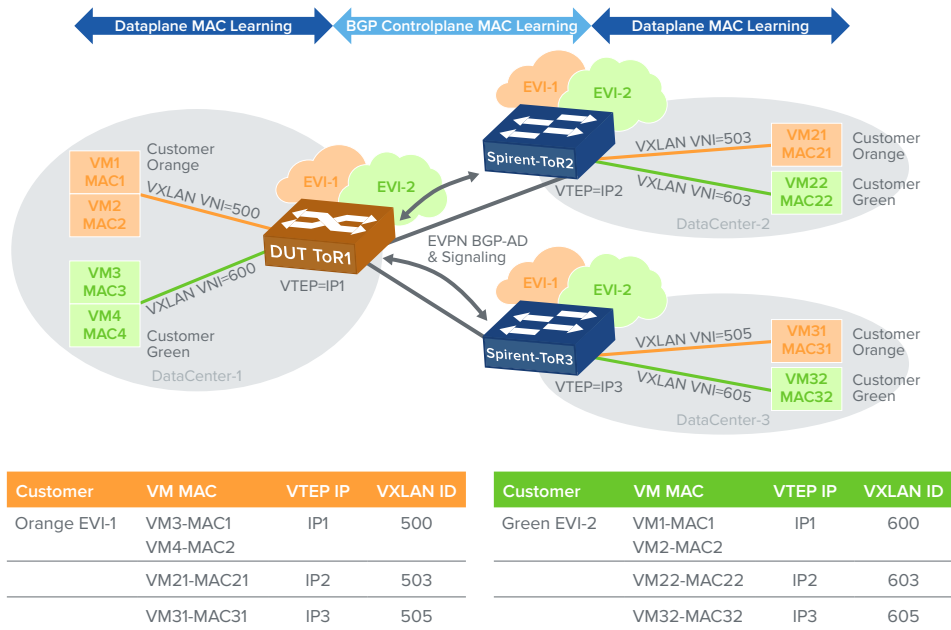 Dataplane MAC Learning
BGP Controlplane MAC Learning
Dataplane MAC Learning
EVI-1
EVI-2
Spirent-ToR2
VTEP=IP2
VXLAN VNI=503
VXLAN VNI=603
VM21
MAC21
Customer
Orange
VM22
MAC22
Customer
Green
DataCenter-2
VM1
MAC1
VM2
MAC2
Customer
Orange
VXLAN VNI=500
EVI-1
EVI-2
DUT ToR1
VTEP=IP1
VM3
MAC3
VM4
MAC4
VXLAN VNI=600
Customer
Green
DataCenter-1
EVPN BGP-AD
& Signaling
EVI-1
EVI-2
Spirent-ToR3
VTEP=IP3
VXLAN VNI=505
VXLAN VNI=605
VM31
MAC31
Customer
Orange
VM32
MAC32
Customer
Green
DataCenter-3
Customer VM MAC VTEP IP VXLAN ID
Orange EVI-1 VM3-MAC1 IP1 500
VM4-MAC2
VM21-MAC21 IP2 503
VM31-MAC31 IP3 505
Customer VM MAC VTEP IP VXLAN ID
Green EVI-2 VM1-MAC1 IP1 600
VM2-MAC2
VM22-MAC22 IP2 603
VM32-MAC32 IP3 605